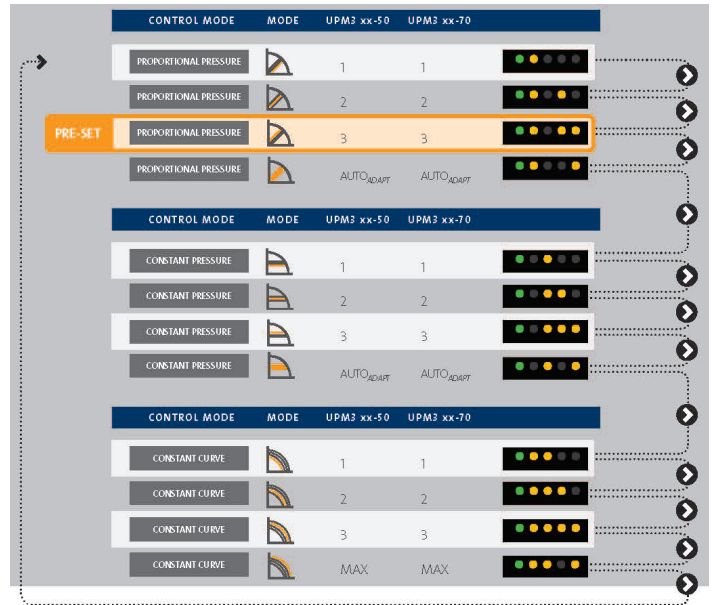 CONTROL MODE MODE UPM3 xx-50 UPM3 xx-70
PROPORTIONAL PRESSURE 1 1
PROPORTIONAL PRESSURE 2 2
PRE-SET PROPORTIONAL PRESSURE 3 3
PROPORTIONAL PRESSURE AUTOADAPT AUTOADAPT
CONTROL MODE MODE UPM3 xx-50 UPM3 xx-70
CONSTANT PRESSURE 1 1
CONSTANT PRESSURE 2 2
CONSTANT PRESSURE 3 3
CONSTANT PRESSURE AUTOADAPT AUTOADAPT
CONTROL MODE MODE UPM3 xx-50 UPM3 xx-70
CONSTANT CURVE 1 1
CONSTANT CURVE 2 2
CONSTANT CURVE 3 3
CONSTANT CURVE MAX MAX